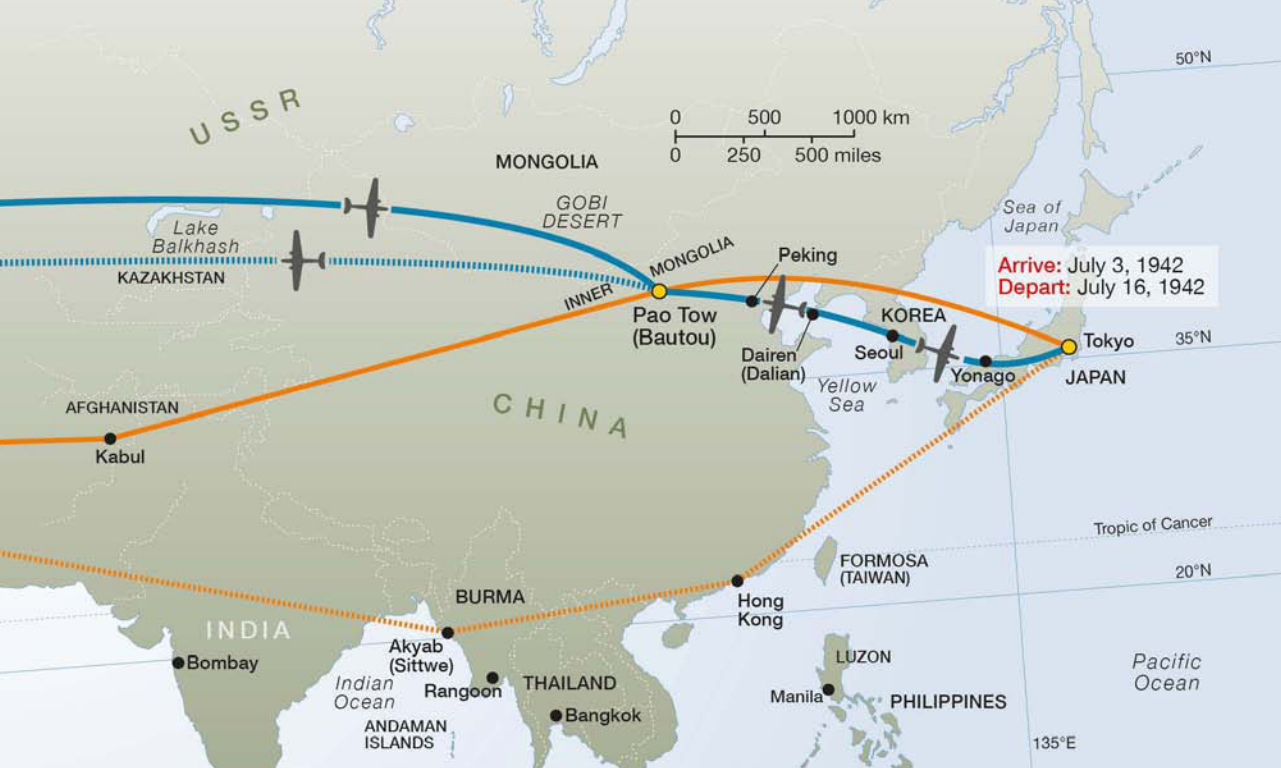 50°N
USSR
0 500 1000 km
0 250 500 miles
MONGOLIA
GOBI
DESERT
Sea of
Japan
Lake
Balkhash
KAZAKHSTAN
INNER MONGOLIA
Peking
Arrive: July 3, 1942
Depart: July 16, 1942
Pao Tow
(Bautou)
KOREA
Dairen
(Dalian)
Seoul
Yonago
Tokyo
35°N
JAPAN
Yellow
Sea
AFGHANISTAN
Kabul
CHINA
Tropic of Cancer
FORMOSA
(TAIWAN)
20°N
BURMA
Hong
Kong
INDIA
Akyab
(Sittwe)
Bombay
Rangoon
Indian
Ocean
THAILAND
LUZON
Pacific
Ocean
Manila
PHILIPPINES
Bangkok
ANDAMAN
ISLANDS
135°E